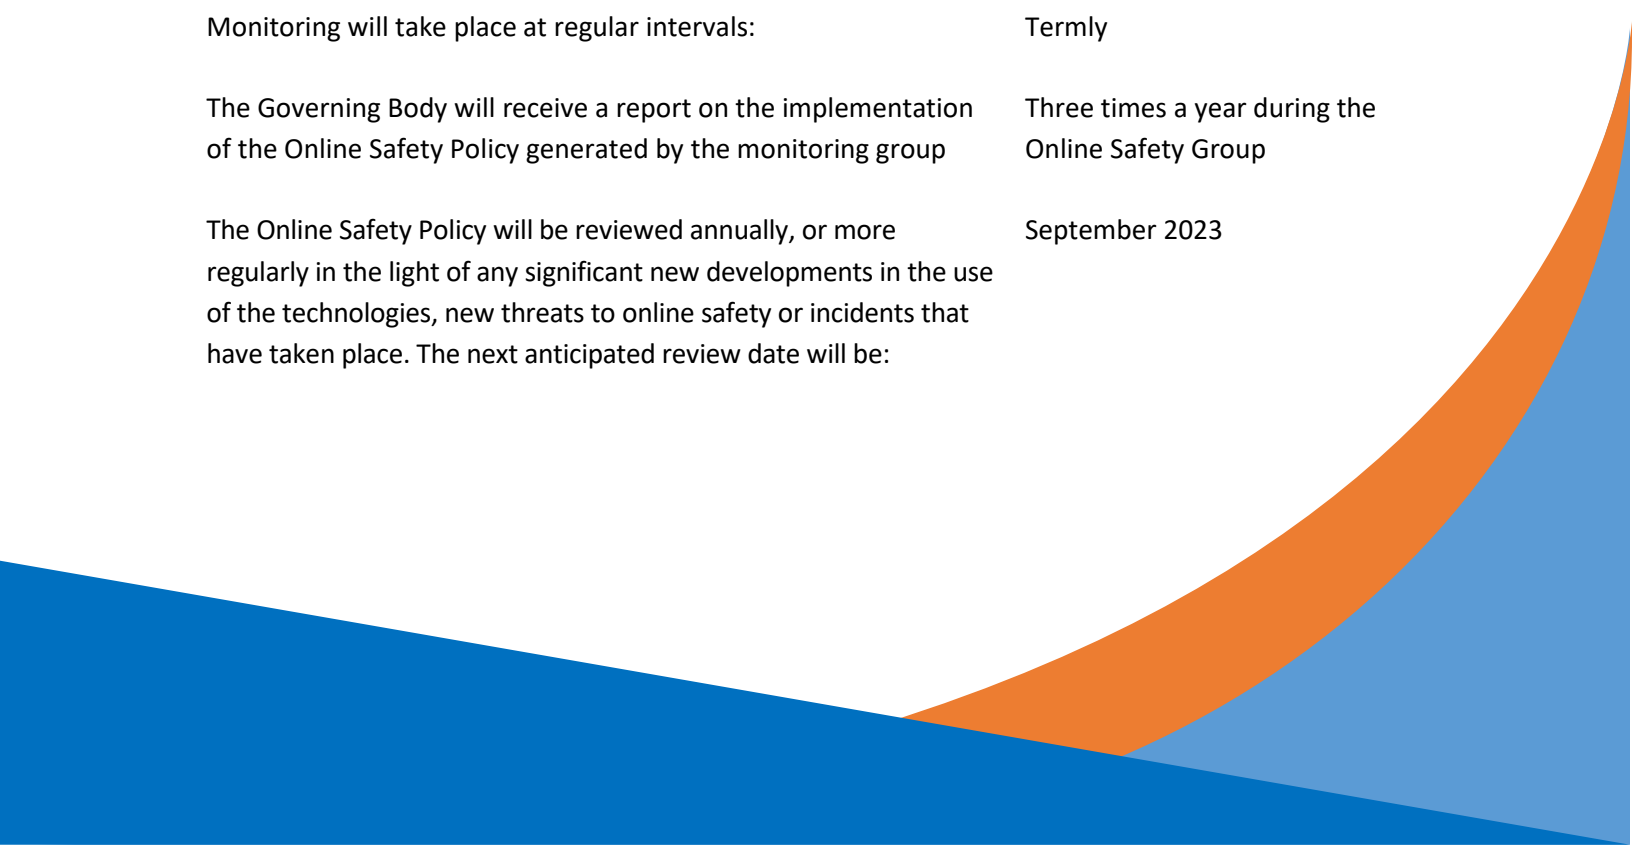 Monitoring will take place at regular intervals:
Termly
The Governing Body will receive a report on the implementation
of the Online Safety Policy generated by the monitoring group
Three times a year during the
Online Safety Group
The Online Safety Policy will be reviewed annually, or more
regularly in the light of any significant new developments in the use
of the technologies, new threats to online safety or incidents that
have taken place. The next anticipated review date will be:
September 2023